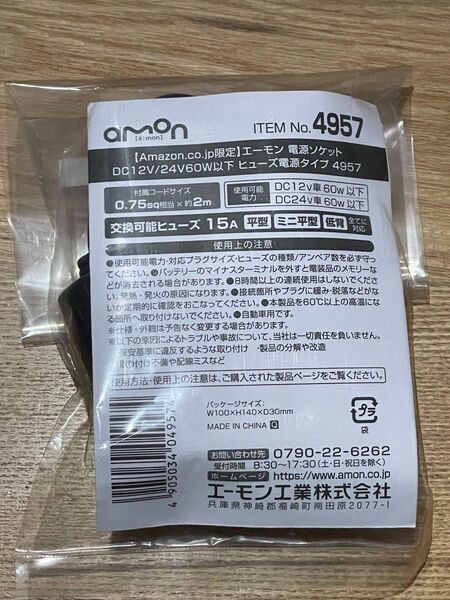 amon
[é:mon]
ITEM No.4957
【Amazon.co.jp限定】エーモン 電源ソケット
DC12V/24V60W以下 ヒューズ電源タイプ 4957
付属コードサイズ
0.75sq相当×約2m
使用可能電力
DC12v車 60w 以下
DC24v車 60w 以下
交換可能ヒューズ 15A 平型 ミニ平型 低背 全てに対応
使用上の注意
●使用可能電力・対応プラグサイズ・ヒューズの種類/アンペア数を必ず守っ
てください。●バッテリーのマイナスターミナルを外すと電装品のメモリーな
どが消去される場合があります。●8時間以上の連続使用はしないでくださ
い。発熱・発火の原因になります。●接続箇所やプラグに緩み・脱落などがな
いか定期的に確認をおこなってください。●本製品を60℃以上の高温にな
る箇所へ取り付けないでください。●自動車用です。
※仕様・外観は予告なく変更する場合があります。
※以下の原因によるトラブルや事故について、当社は一切責任を負いません。
・保安基準に違反するような取り付け ・製品の分解や改造
・取り付け不備や配線ミスなど
使用方法・使用上の注意は、ご購入された製品ページをご覧ください。
パッケージサイズ:
W100×H140×D30mm
MADE IN CHINA Q
プラ
袋
4 905034 049574
お問い合わせ先 0790-22-6262
受付時間 8:30〜17:30(土・日・祝日を除く)
ホームページ https://www.amon.co.jp
エーモン工業株式会社
兵庫県神崎郡福崎町南田原2077-1